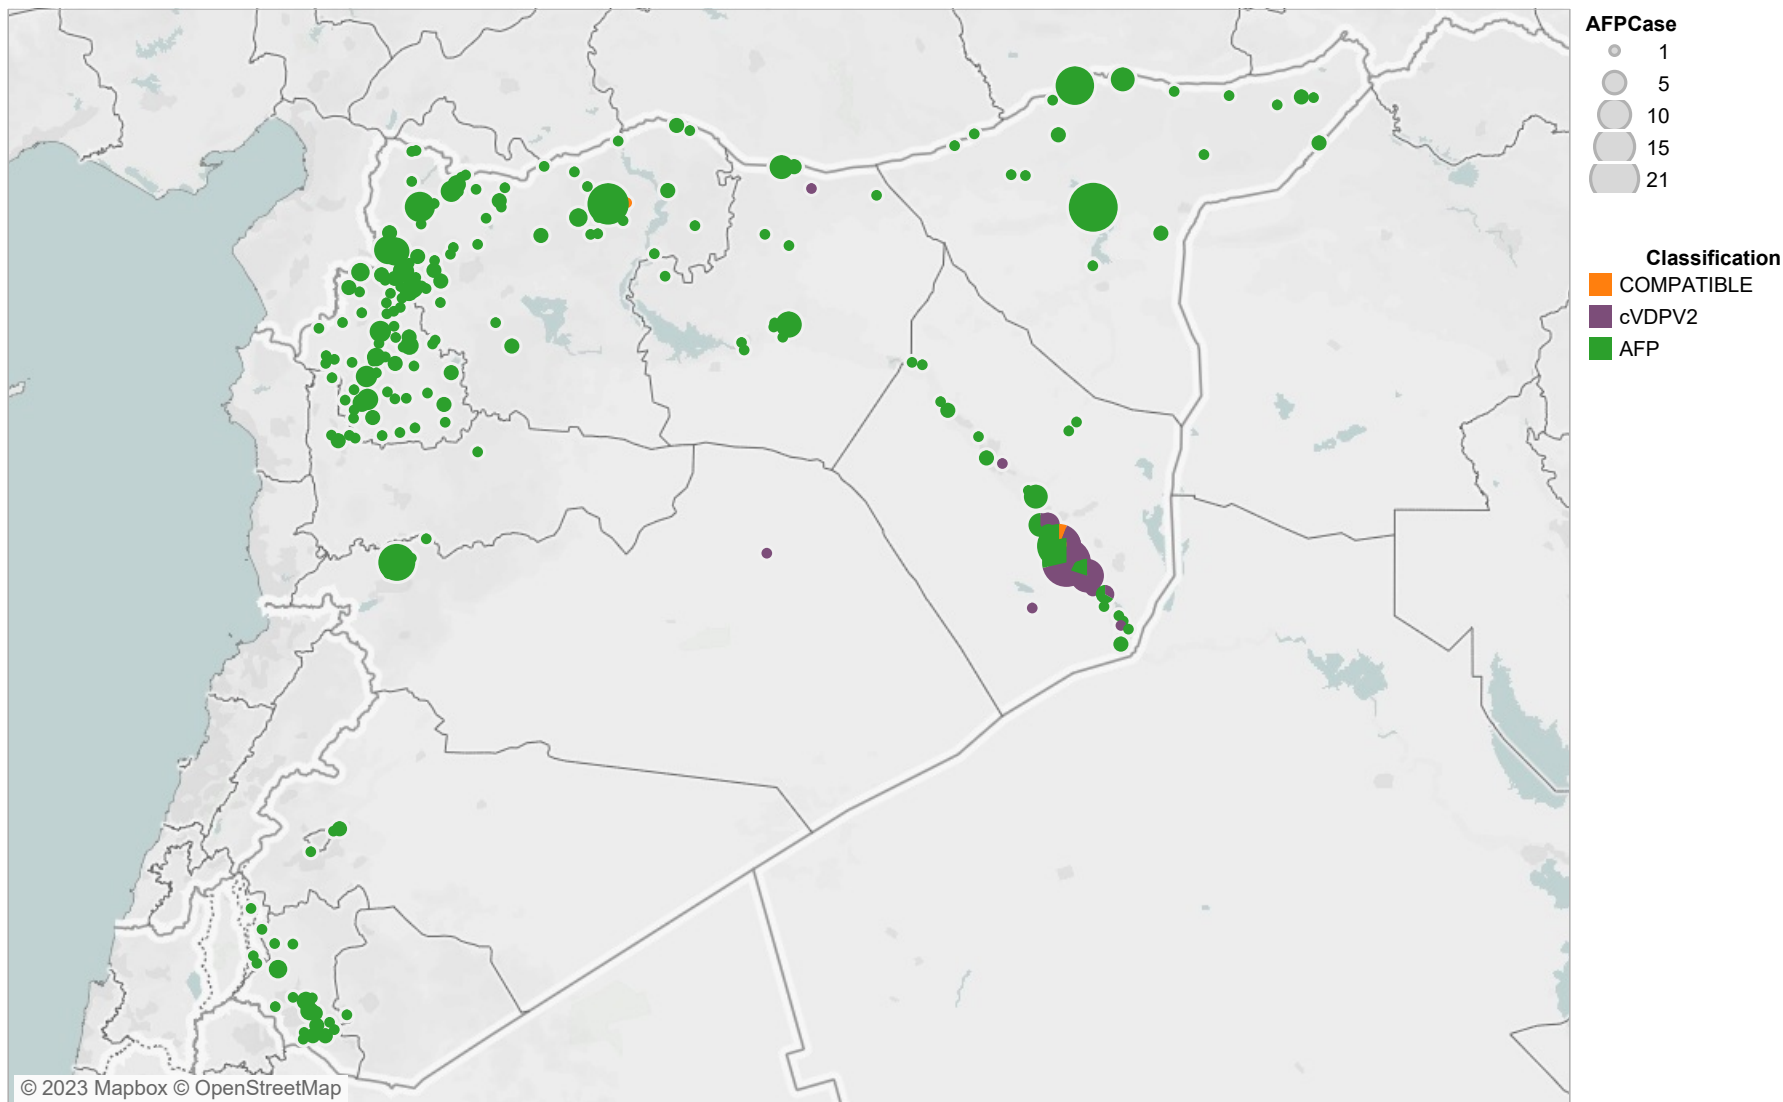 AFPCase
1
5
10
15
21
Classification
COMPATIBLE
cVDPV2
AFP
© 2023 Mapbox © OpenStreetMap